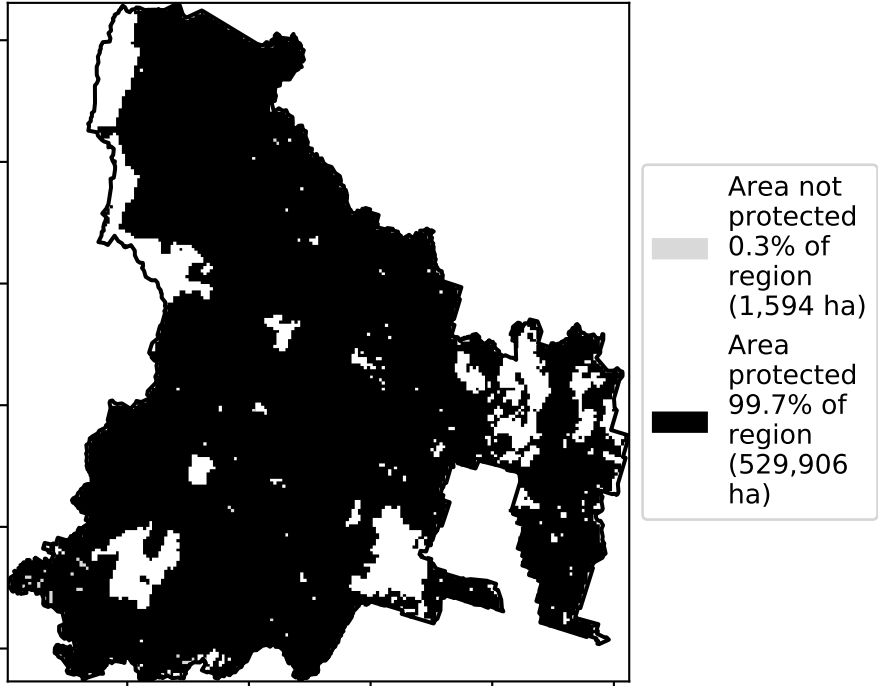 Area not
protected
0.3% of
region
(1,594 ha)
Area
protected
99.7% of
region
(529,906
ha)